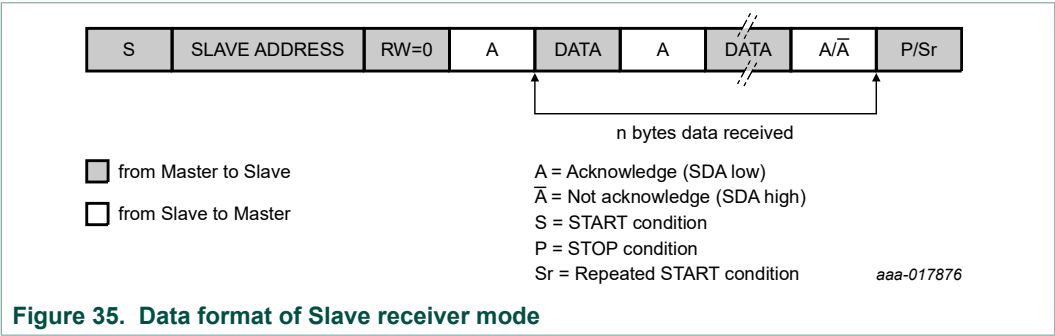 S SLAVE ADDRESS RW=0 A DATA A DATA A/A̅ P/Sr
n bytes data received
from Master to Slave
from Slave to Master
A = Acknowledge (SDA low)
A̅ = Not acknowledge (SDA high)
S = START condition
P = STOP condition
Sr = Repeated START condition
aaa-017876
Figure 35. Data format of Slave receiver mode